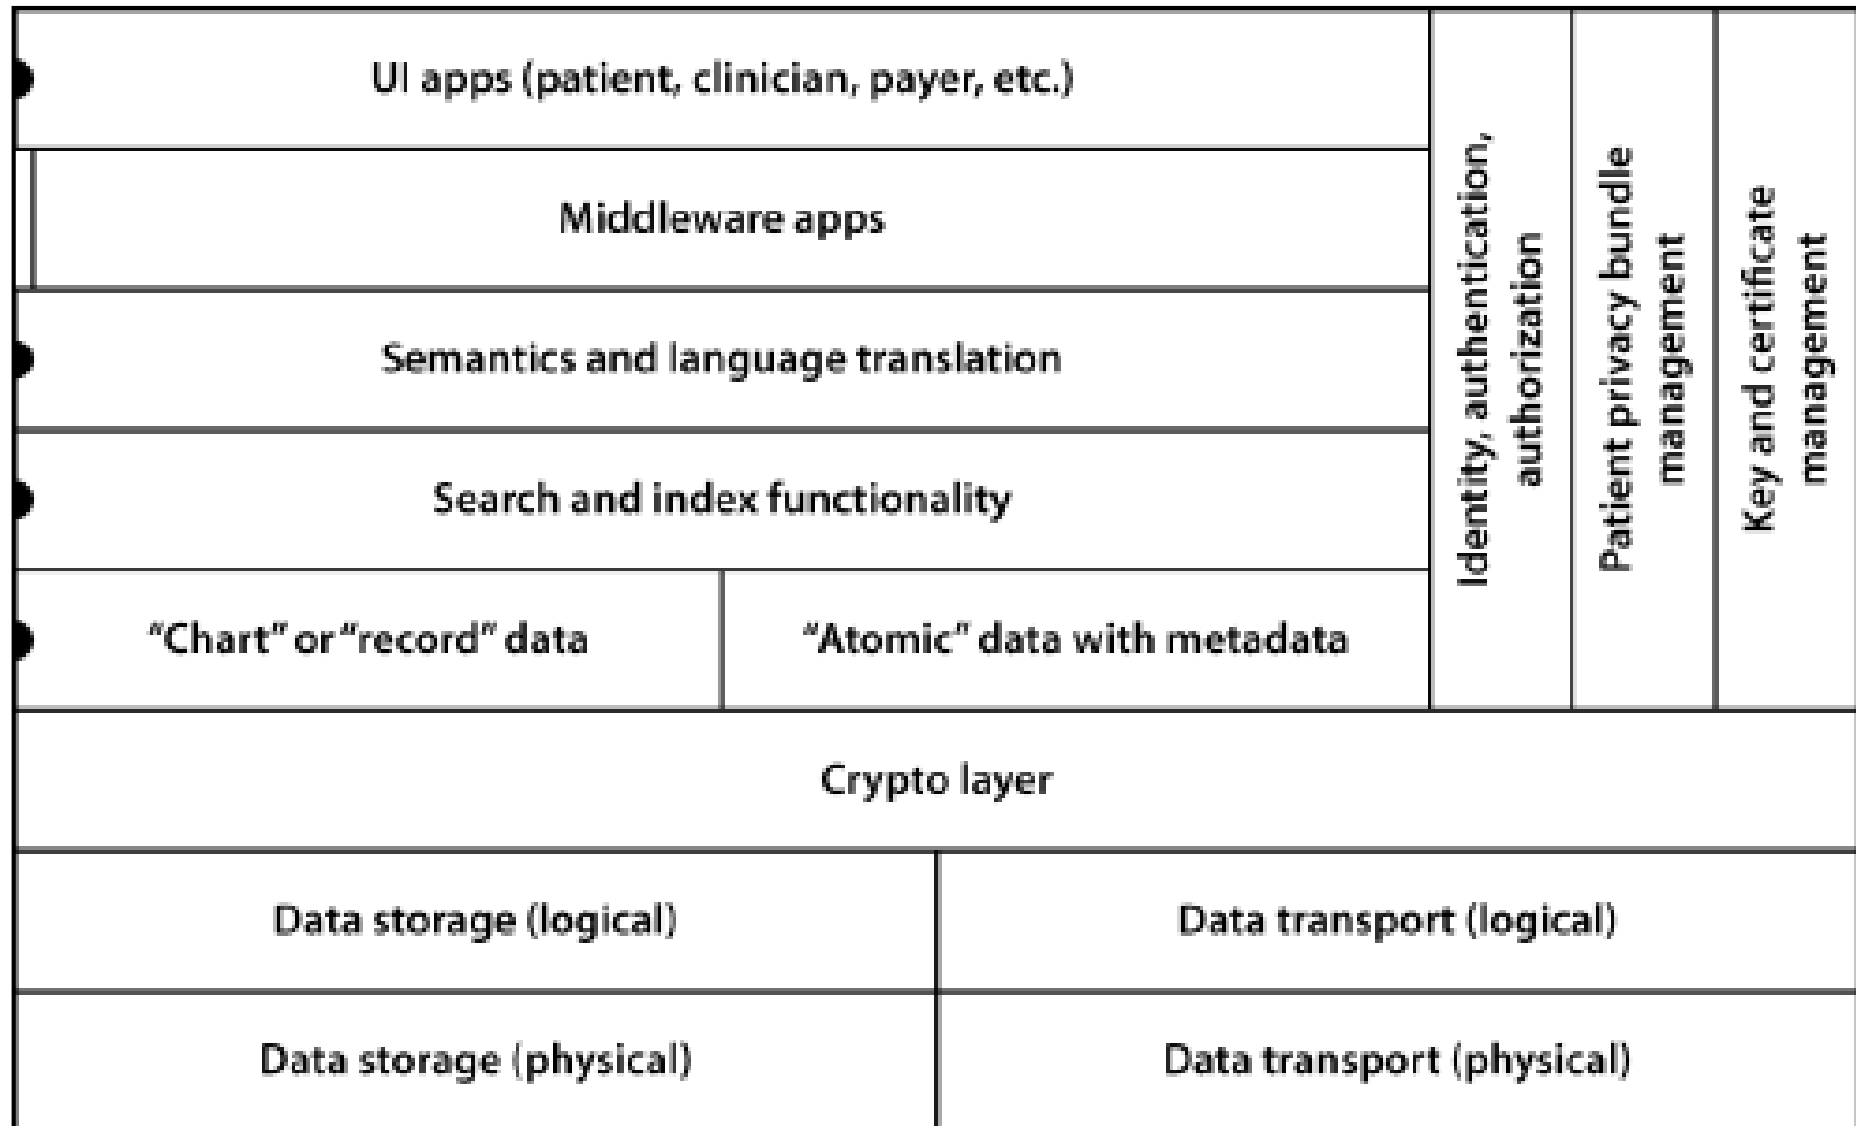 UI apps (patient, clinician, payer, etc.)
Middleware apps
Semantics and language translation
Search and index functionality
“Chart” or “record” data
“Atomic” data with metadata
Identity, authentication,
authorization
Patient privacy bundle
management
Key and certificate
management
Crypto layer
Data storage (logical)
Data transport (logical)
Data storage (physical)
Data transport (physical)